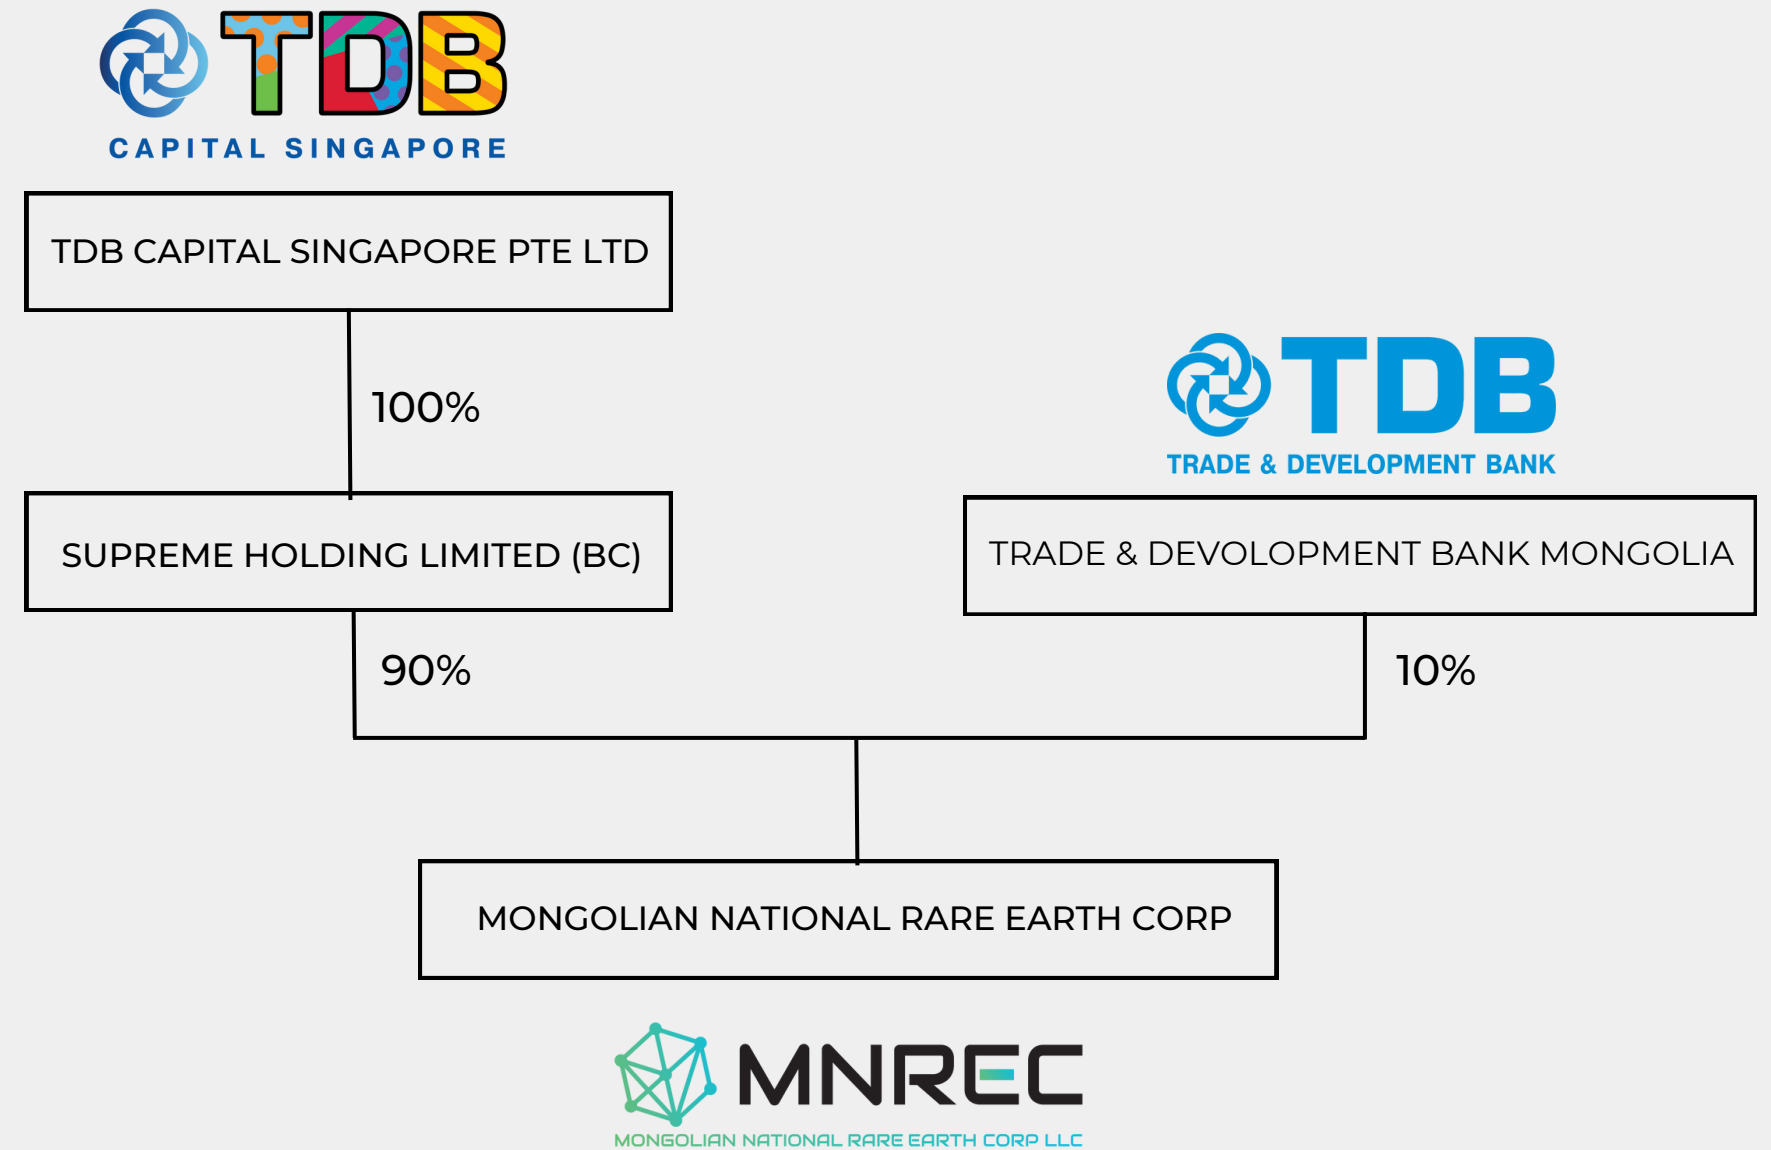 TDB
CAPITAL SINGAPORE
TDB CAPITAL SINGAPORE PTE LTD
100%
TDB
TRADE & DEVELOPMENT BANK
SUPREME HOLDING LIMITED (BC)
TRADE & DEVOLOPMENT BANK MONGOLIA
90%
10%
MONGOLIAN NATIONAL RARE EARTH CORP
MNREC
MONGOLIAN NATIONAL RARE EARTH CORP LLC